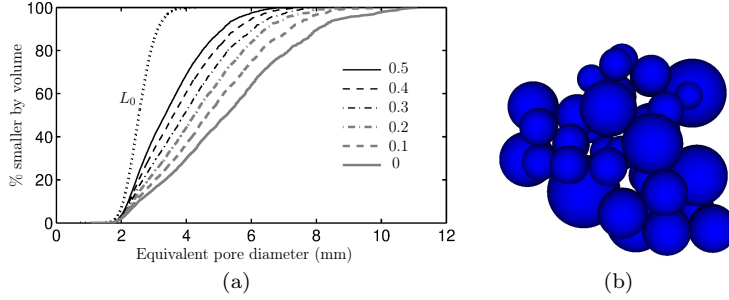 100
80
60
40
20
0
% smaller by volume
L₀
0.5
0.4
0.3
0.2
0.1
0
0 2 4 6 8 10 12
Equivalent pore diameter (mm)
(a) (b)